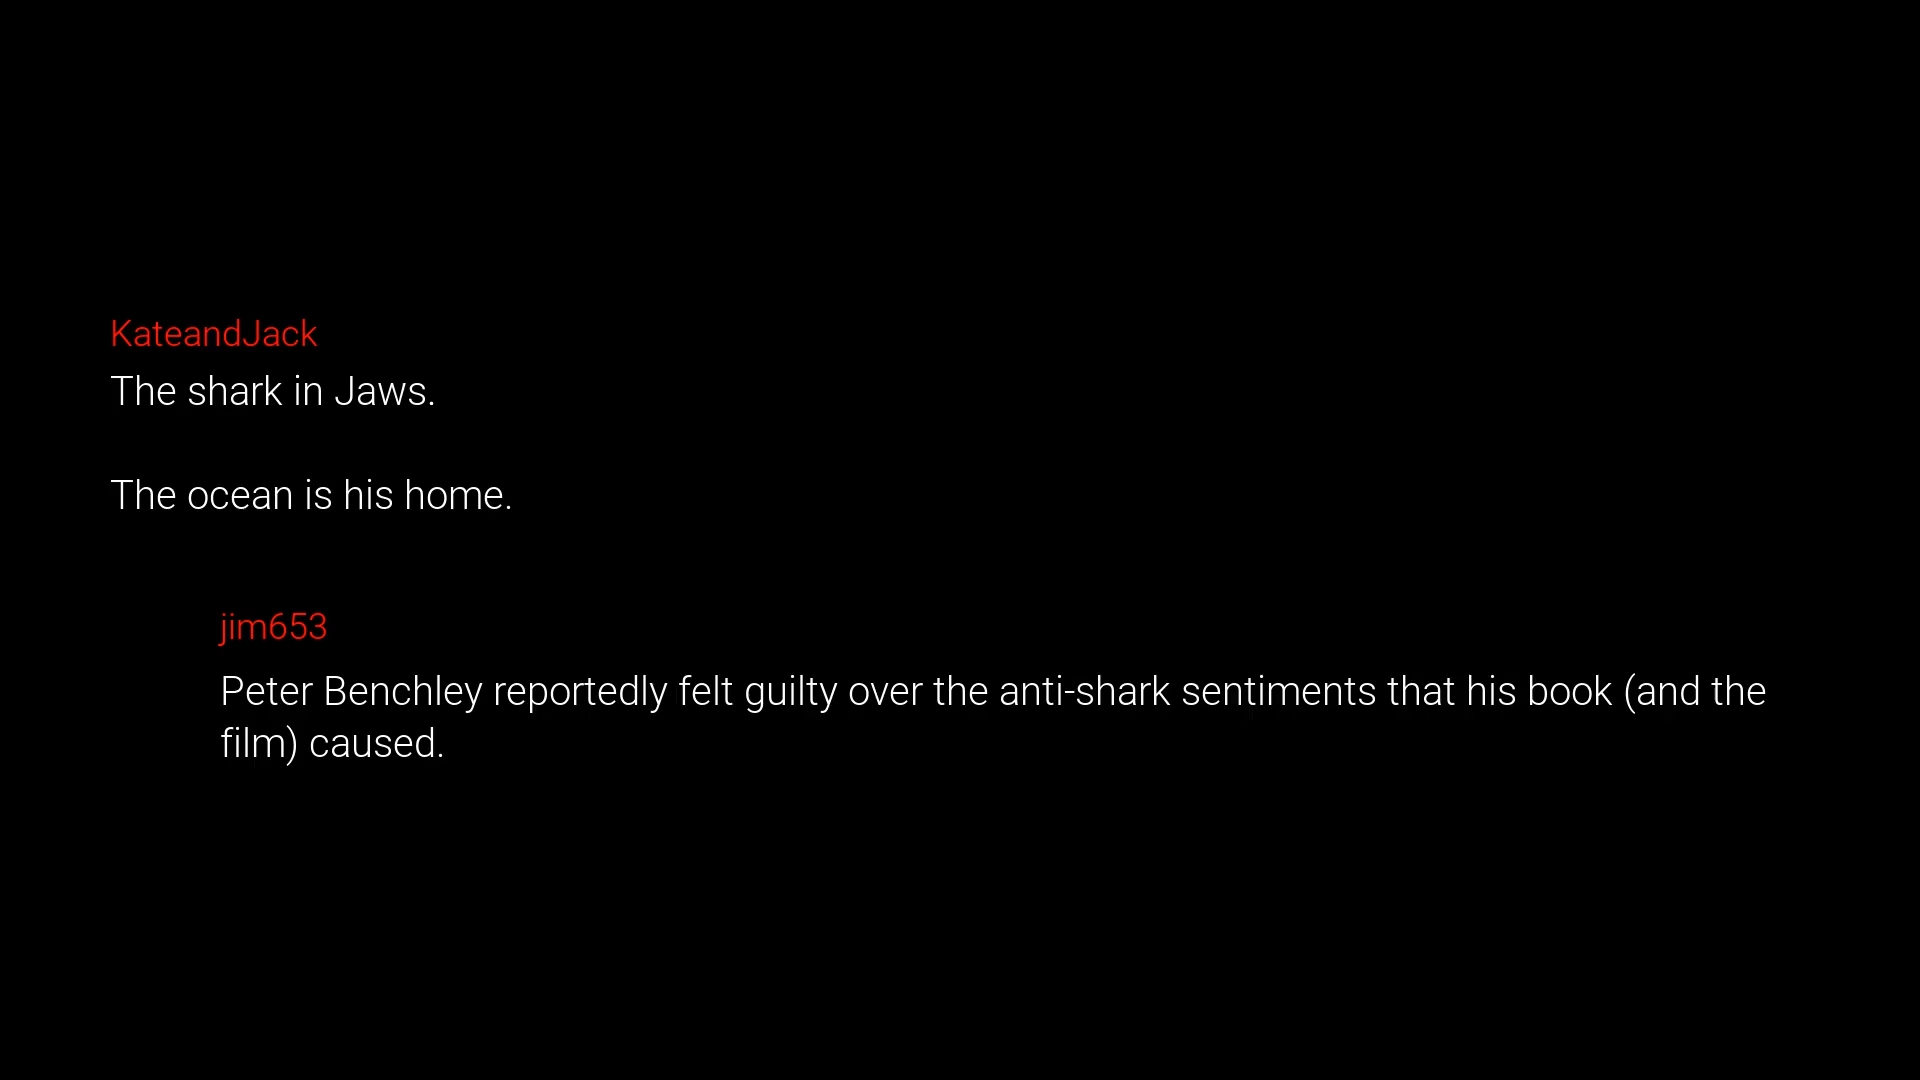 KateandJack
The shark in Jaws.
The ocean is his home.
jim653
Peter Benchley reportedly felt guilty over the anti-shark sentiments that his book (and the
film) caused.